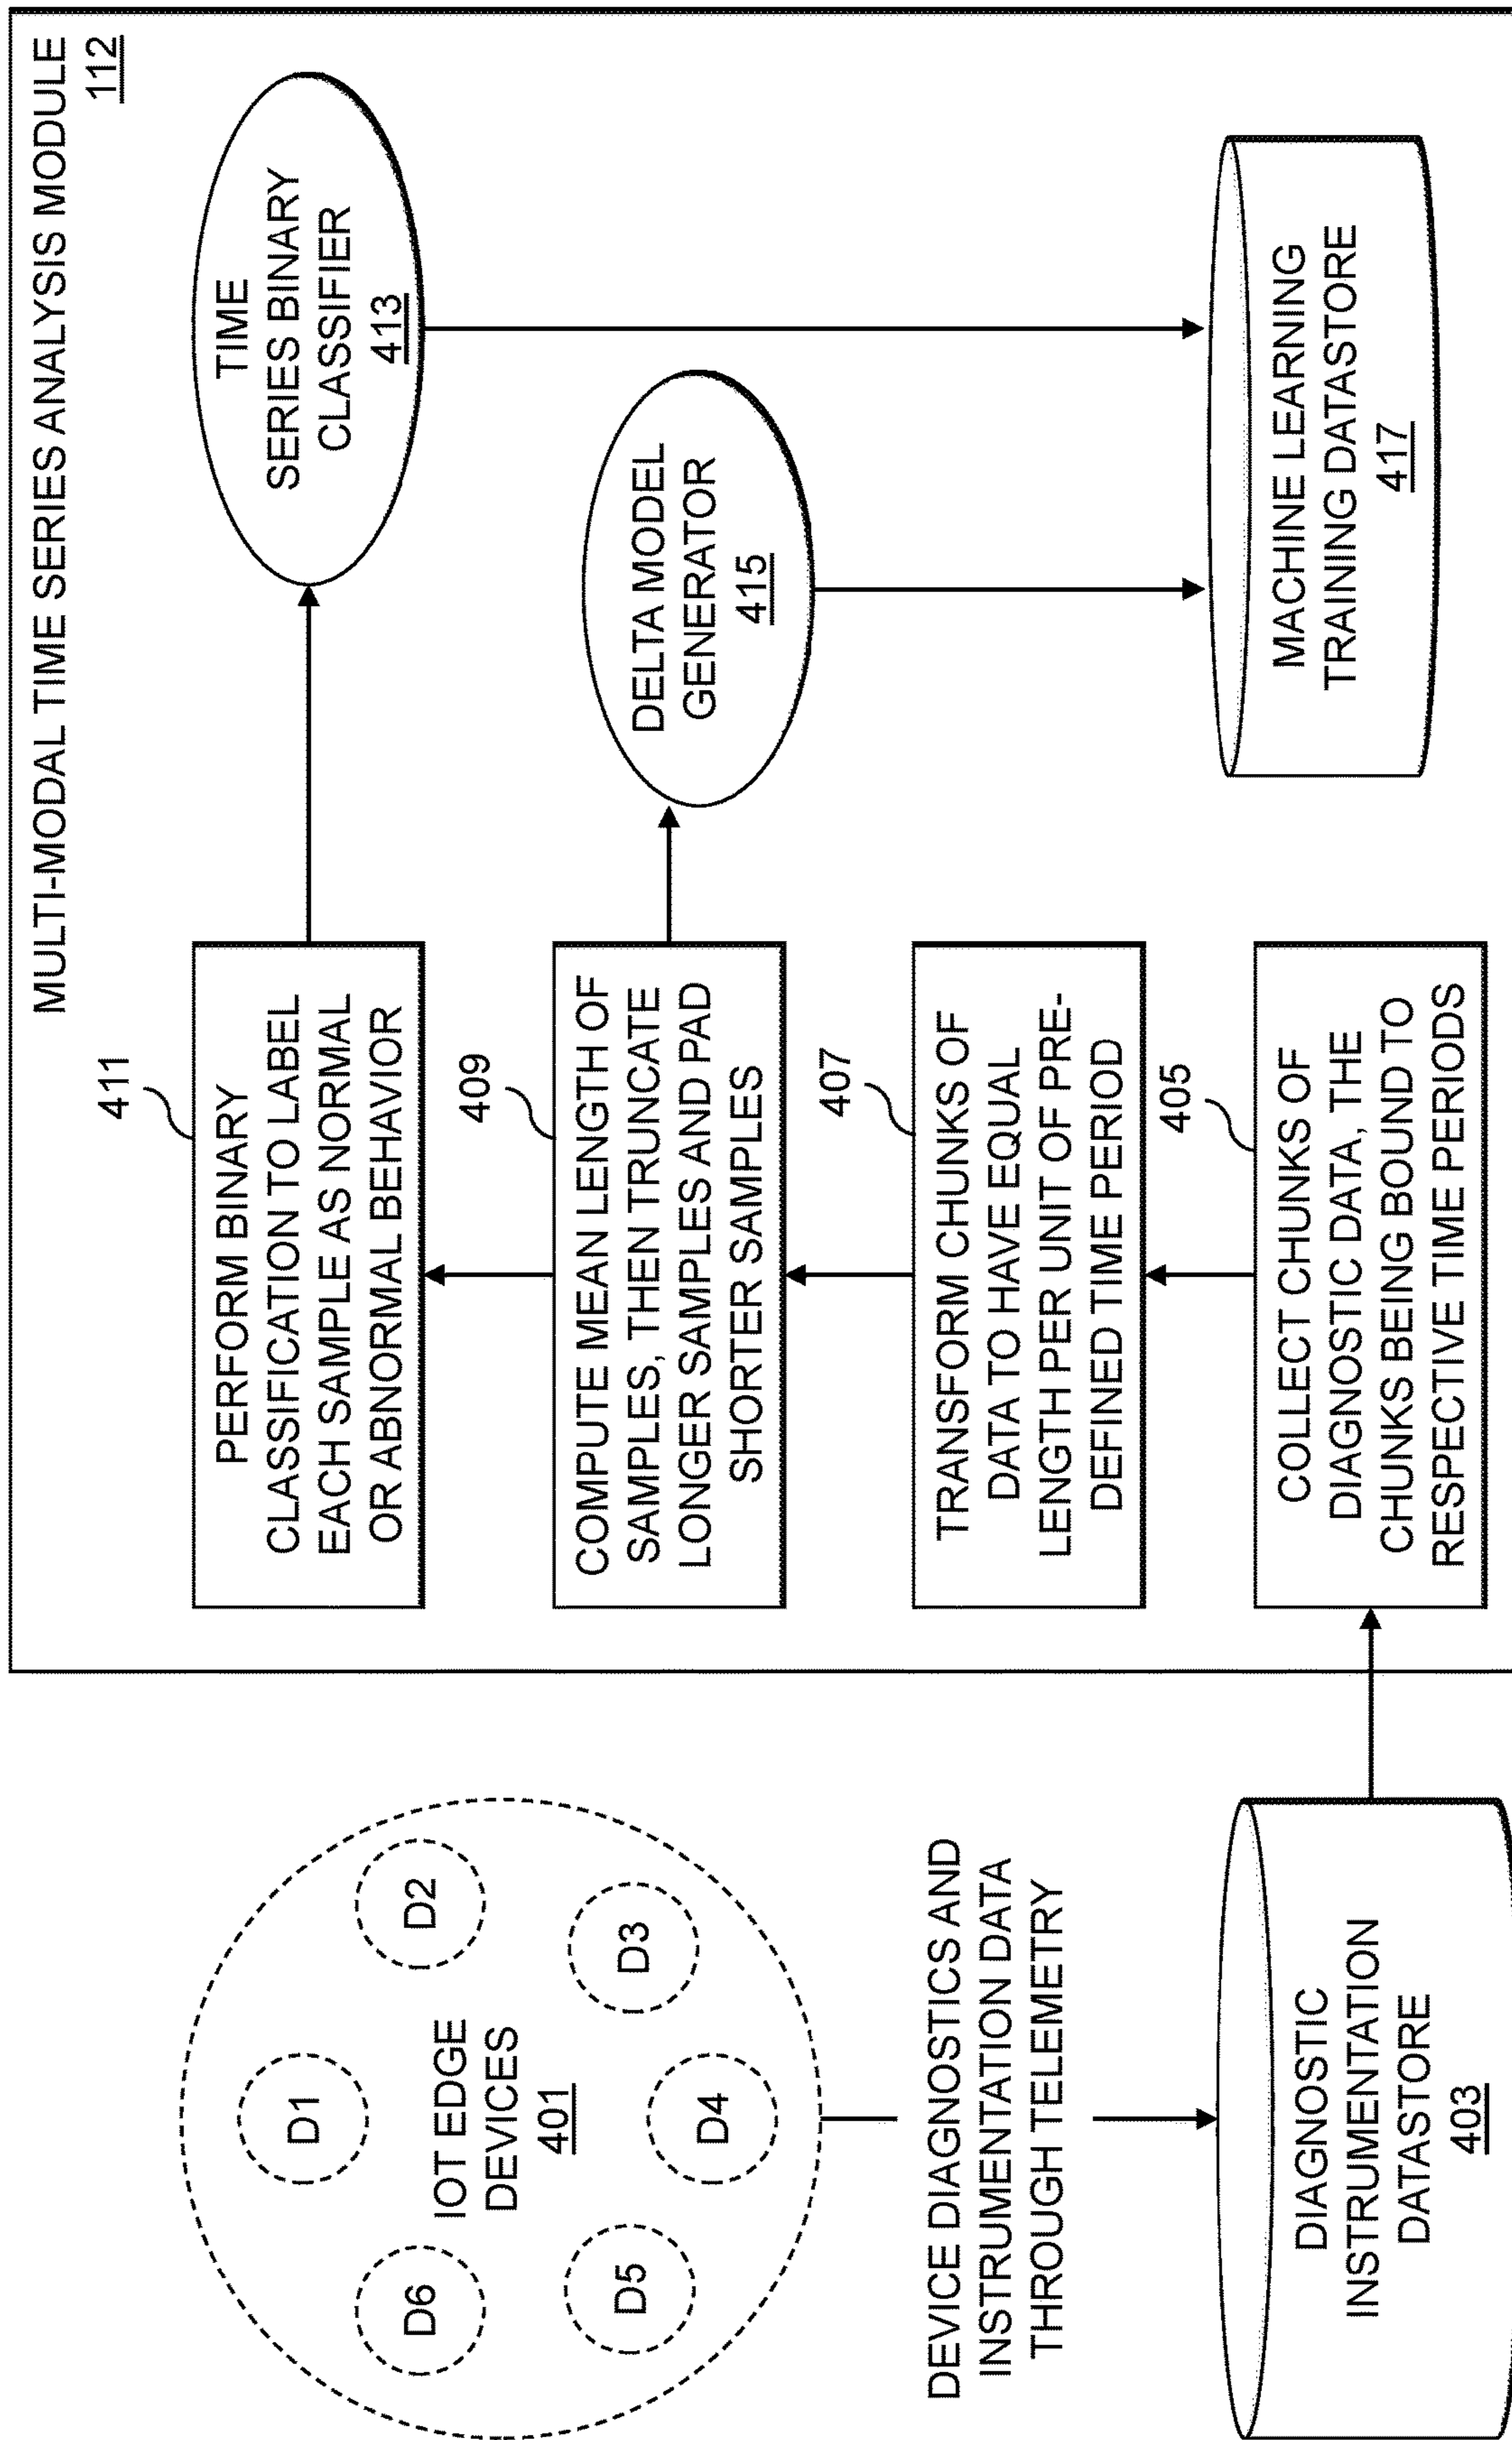 MULTI-MODAL TIME SERIES ANALYSIS MODULE
112
D1
D2
D3
D4
D5
D6
IOT EDGE
DEVICES
401
DEVICE DIAGNOSTICS AND
INSTRUMENTATION DATA
THROUGH TELEMETRY
DIAGNOSTIC
INSTRUMENTATION
DATASTORE
403
411
PERFORM BINARY
CLASSIFICATION TO LABEL
EACH SAMPLE AS NORMAL
OR ABNORMAL BEHAVIOR
409
COMPUTE MEAN LENGTH OF
SAMPLES, THEN TRUNCATE
LONGER SAMPLES AND PAD
SHORTER SAMPLES
407
TRANSFORM CHUNKS OF
DATA TO HAVE EQUAL
LENGTH PER UNIT OF PRE-
DEFINED TIME PERIOD
405
COLLECT CHUNKS OF
DIAGNOSTIC DATA, THE
CHUNKS BEING BOUND TO
RESPECTIVE TIME PERIODS
TIME
SERIES BINARY
CLASSIFIER
413
DELTA MODEL
GENERATOR
415
MACHINE LEARNING
TRAINING DATASTORE
417